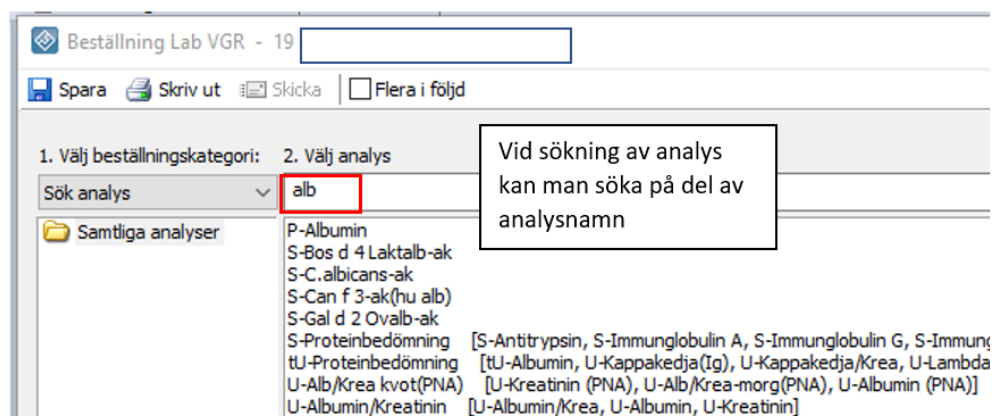 Beställning Lab VGR - 19
Spara Skriv ut Skicka Flera i följd
1. Välj beställningskategori: 2. Välj analys
Vid sökning av analys
kan man söka på del av
analysnamn
Sök analys alb
Samtliga analyser
P-Albumin
S-Bos d 4 Laktalb-ak
S-C.albicans-ak
S-Can f 3-ak(hu alb)
S-Gal d 2 Ovalb-ak
S-Proteinbedömning [S-Antitrypsin, S-Immunglobulin A, S-Immunglobulin G, S-Immung
tU-Proteinbedömning [tU-Albumin, U-Kappakedja(Ig), U-Kappakedja/Krea, U-Lambda
U-Alb/Krea kvot(PNA) [U-Kreatinin (PNA), U-Alb/Krea-morg(PNA), U-Albumin (PNA)]
U-Albumin/Kreatinin [U-Albumin/Krea, U-Albumin, U-Kreatinin]